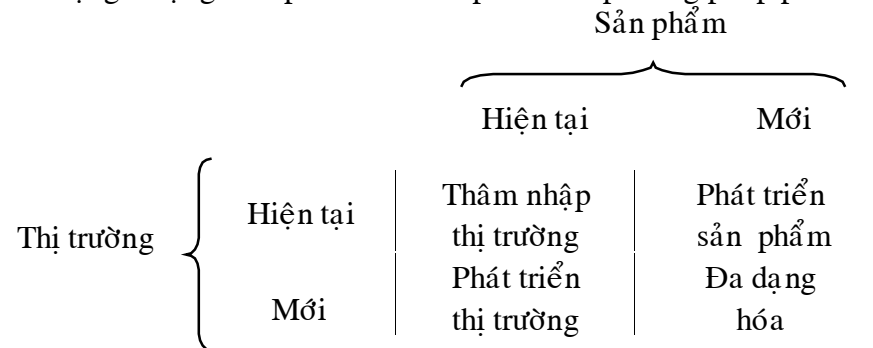 Sản phẩm
Hiện tại Mới
Thị trường
Hiện tại
Thâm nhập thị trường
Phát triển sản phẩm
Mới
Phát triển thị trường
Đa dạng hóa